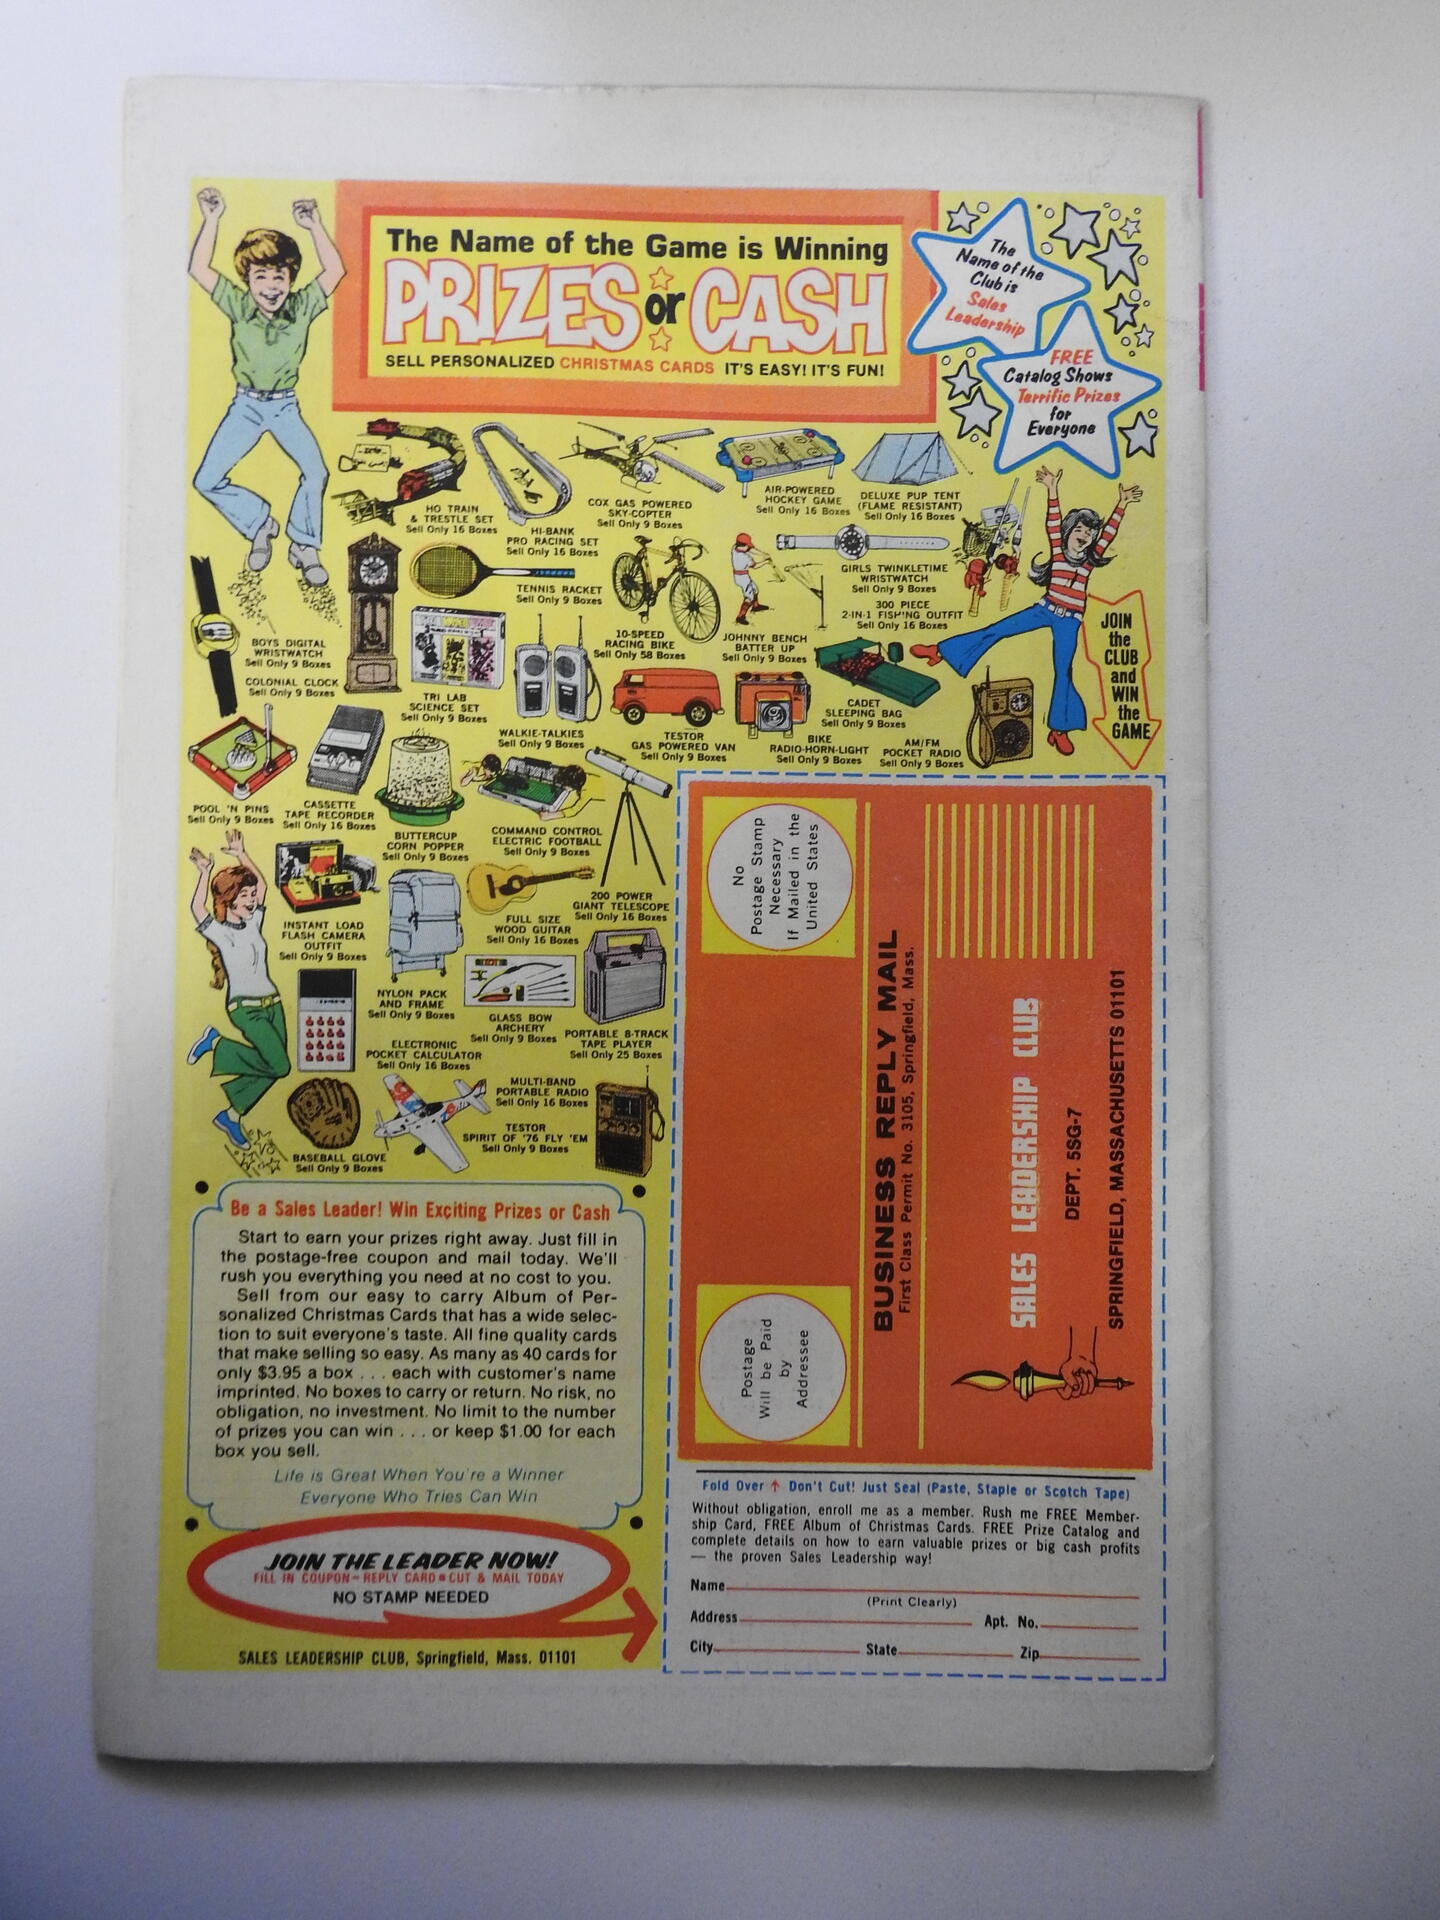 The Name of the Game is Winning
PRIZES or CASH
SELL PERSONALIZED CHRISTMAS CARDS IT'S EASY! IT'S FUN!
The
Name of the
Club is
Sales
Leadership
FREE
Catalog Shows
Terrific Prizes
for
Everyone
HO TRAIN
& TRESTLE SET
Sell Only 16 Boxes
HI-BANK
PRO RACING SET
Sell Only 16 Boxes
COX GAS POWERED
SKY-COPTER
Sell Only 9 Boxes
AIR-POWERED
HOCKEY GAME
Sell Only 16 Boxes
DELUXE PUP TENT
(FLAME RESISTANT)
Sell Only 16 Boxes
TENNIS RACKET
Sell Only 9 Boxes
GIRLS TWINKLETIME
WRISTWATCH
Sell Only 9 Boxes
300 PIECE
2-IN-1 FISHING OUTFIT
Sell Only 16 Boxes
BOYS DIGITAL
WRISTWATCH
Sell Only 9 Boxes
COLONIAL CLOCK
Sell Only 9 Boxes
10-SPEED
RACING BIKE
Sell Only 58 Boxes
JOHNNY BENCH
BATTER UP
Sell Only 9 Boxes
JOIN
the
CLUB
and
WIN
the
GAME
TRI LAB
SCIENCE SET
Sell Only 9 Boxes
WALKIE-TALKIES
Sell Only 9 Boxes
TESTOR
GAS POWERED VAN
Sell Only 16 Boxes
CADET
SLEEPING BAG
Sell Only 9 Boxes
BIKE
RADIO-HORN-LIGHT
Sell Only 9 Boxes
AM/FM
POCKET RADIO
Sell Only 9 Boxes
POOL 'N PINS
Sell Only 9 Boxes
CASSETTE
TAPE RECORDER
Sell Only 16 Boxes
BUTTERCUP
CORN POPPER
Sell Only 9 Boxes
COMMAND CONTROL
ELECTRIC FOOTBALL
Sell Only 9 Boxes
200 POWER
GIANT TELESCOPE
Sell Only 16 Boxes
INSTANT LOAD
FLASH CAMERA
OUTFIT
Sell Only 9 Boxes
FULL SIZE
WOOD GUITAR
Sell Only 16 Boxes
NYLON PACK
AND FRAME
Sell Only 9 Boxes
GLASS BOW
ARCHERY
Sell Only 9 Boxes
PORTABLE 8-TRACK
TAPE PLAYER
Sell Only 25 Boxes
ELECTRONIC
POCKET CALCULATOR
Sell Only 16 Boxes
MULTI-BAND
PORTABLE RADIO
Sell Only 16 Boxes
TESTOR
SPIRIT OF '76 FLY 'EM
Sell Only 9 Boxes
BASEBALL GLOVE
Sell Only 9 Boxes
Be a Sales Leader! Win Exciting Prizes or Cash
Start to earn your prizes right away. Just fill in
the postage-free coupon and mail today. We'll
rush you everything you need at no cost to you.
Sell from our easy to carry Album of Per-
sonalized Christmas Cards that has a wide selec-
tion to suit everyone's taste. All fine quality cards
that make selling so easy. As many as 40 cards for
only $3.95 a box . . . each with customer's name
imprinted. No boxes to carry or return. No risk, no
obligation, no investment. No limit to the number
of prizes you can win . . . or keep $1.00 for each
box you sell.
Life is Great When You're a Winner
Everyone Who Tries Can Win
JOIN THE LEADER NOW!
FILL IN COUPON-REPLY CARD • CUT & MAIL TODAY
NO STAMP NEEDED
SALES LEADERSHIP CLUB, Springfield, Mass. 01101
No
Postage Stamp
Necessary
If Mailed in the
United States
Postage
Will be Paid
by
Addressee
BUSINESS REPLY MAIL
First Class Permit No. 3105, Springfield, Mass.
SALES LEADERSHIP CLUB
DEPT. 5SG-7
SPRINGFIELD, MASSACHUSETTS 01101
Fold Over ↑ Don't Cut! Just Seal (Paste, Staple or Scotch Tape)
Without obligation, enroll me as a member. Rush me FREE Member-
ship Card, FREE Album of Christmas Cards. FREE Prize Catalog and
complete details on how to earn valuable prizes or big cash profits
— the proven Sales Leadership way!
Name
(Print Clearly)
Address Apt. No.
City State Zip